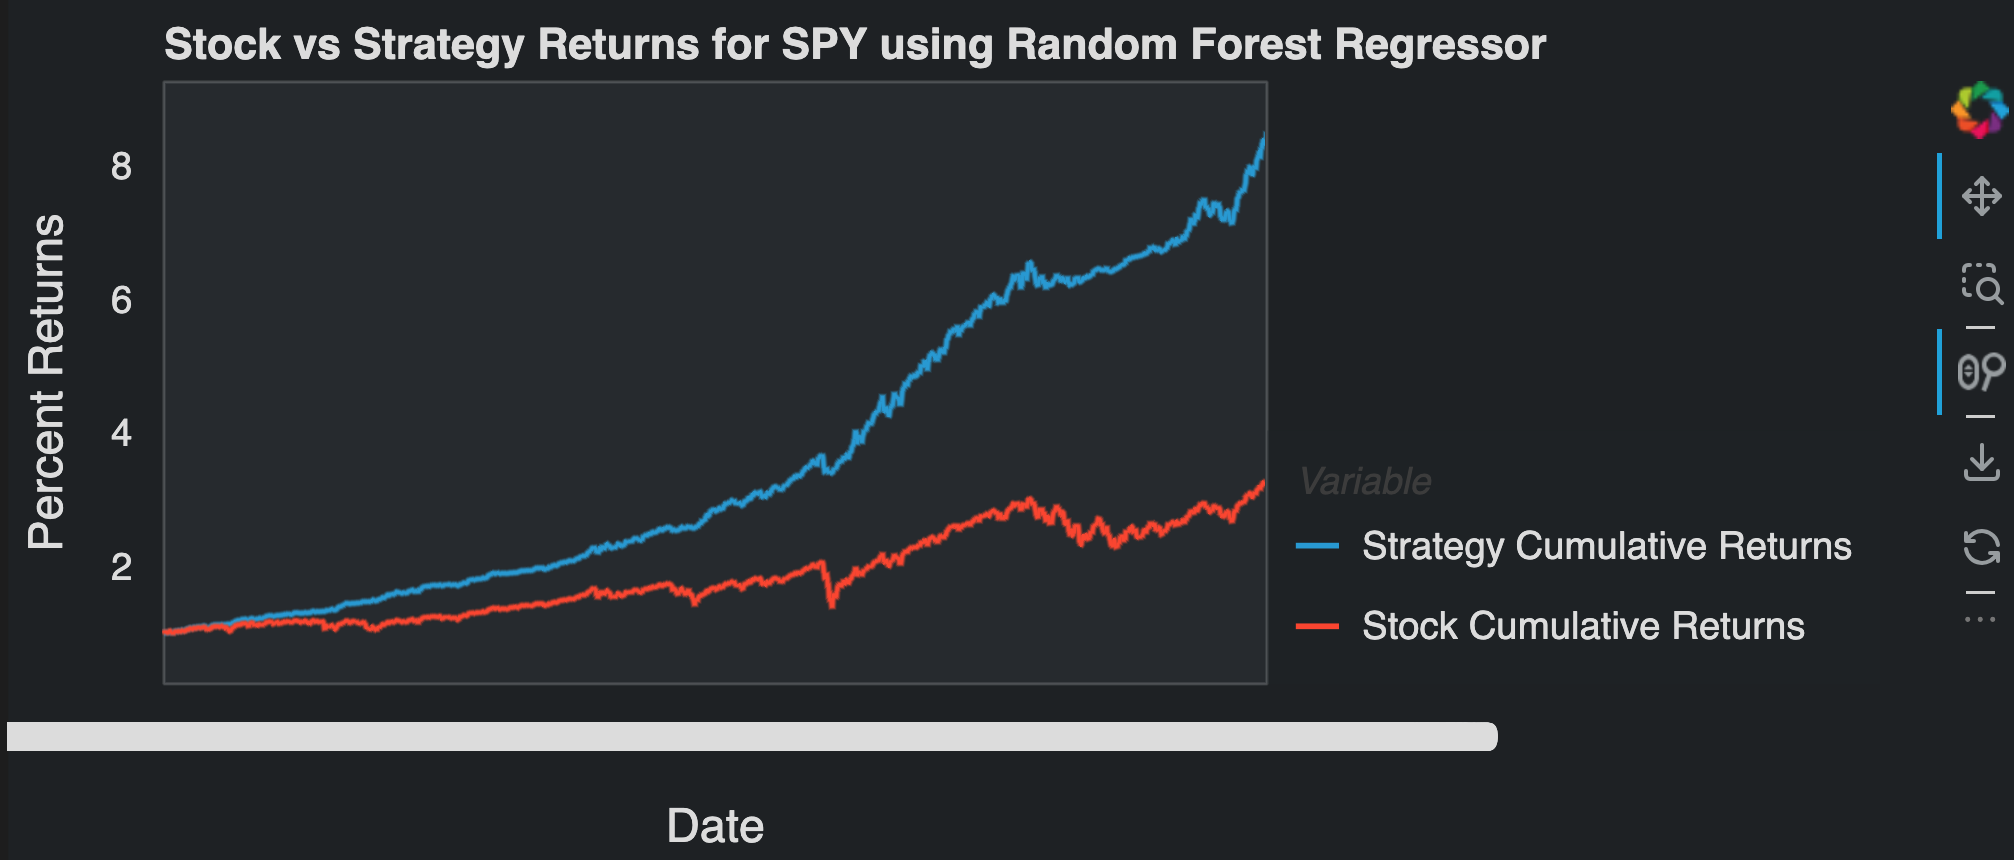 Stock vs Strategy Returns for SPY using Random Forest Regressor
Percent Returns
8
6
4
2
Variable
Strategy Cumulative Returns
Stock Cumulative Returns
Date